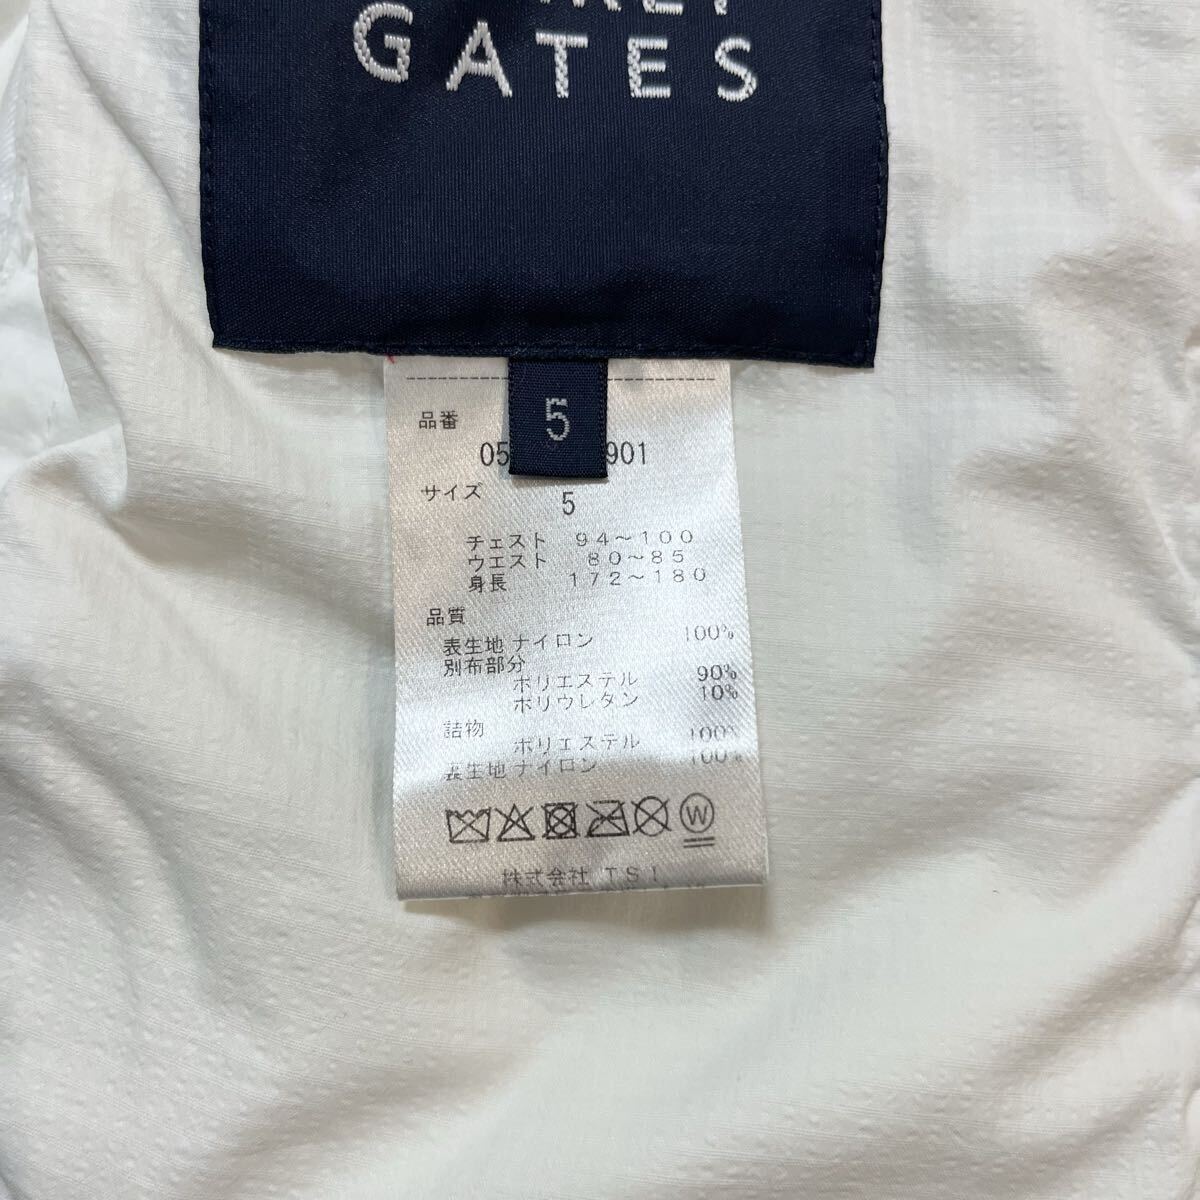 GATES
5
品番
05 901
サイズ 5
チェスト 94～100
ウエスト 80～85
身長 172～180
品質
表生地 ナイロン 100%
別布部分
ポリエステル 90%
ポリウレタン 10%
詰物
ポリエステル 100%
裏生地 ナイロン 100%
W
株式会社 TSI